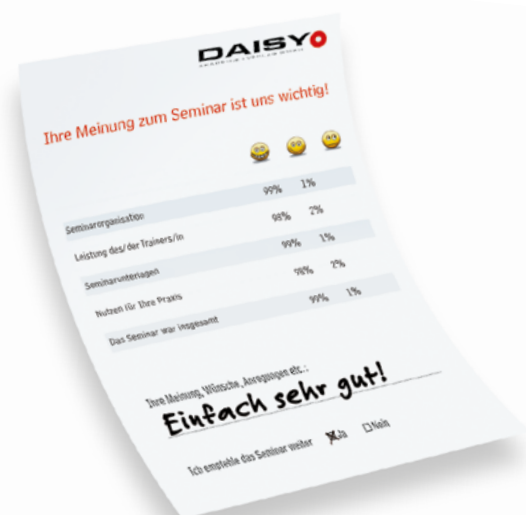 DAISY
Ihre Meinung zum Seminar ist uns wichtig!
Seminarorganisation 99% 1%
Leistung des/der Trainers/in 98% 2%
Seminarunterlagen 99% 1%
Nutzen für Ihre Praxis 98% 2%
Das Seminar war insgesamt 99% 1%
Ihre Meinung, Wünsche, Anregungen etc.:
Einfach sehr gut!
Ich empfehle das Seminar weiter Ja Nein